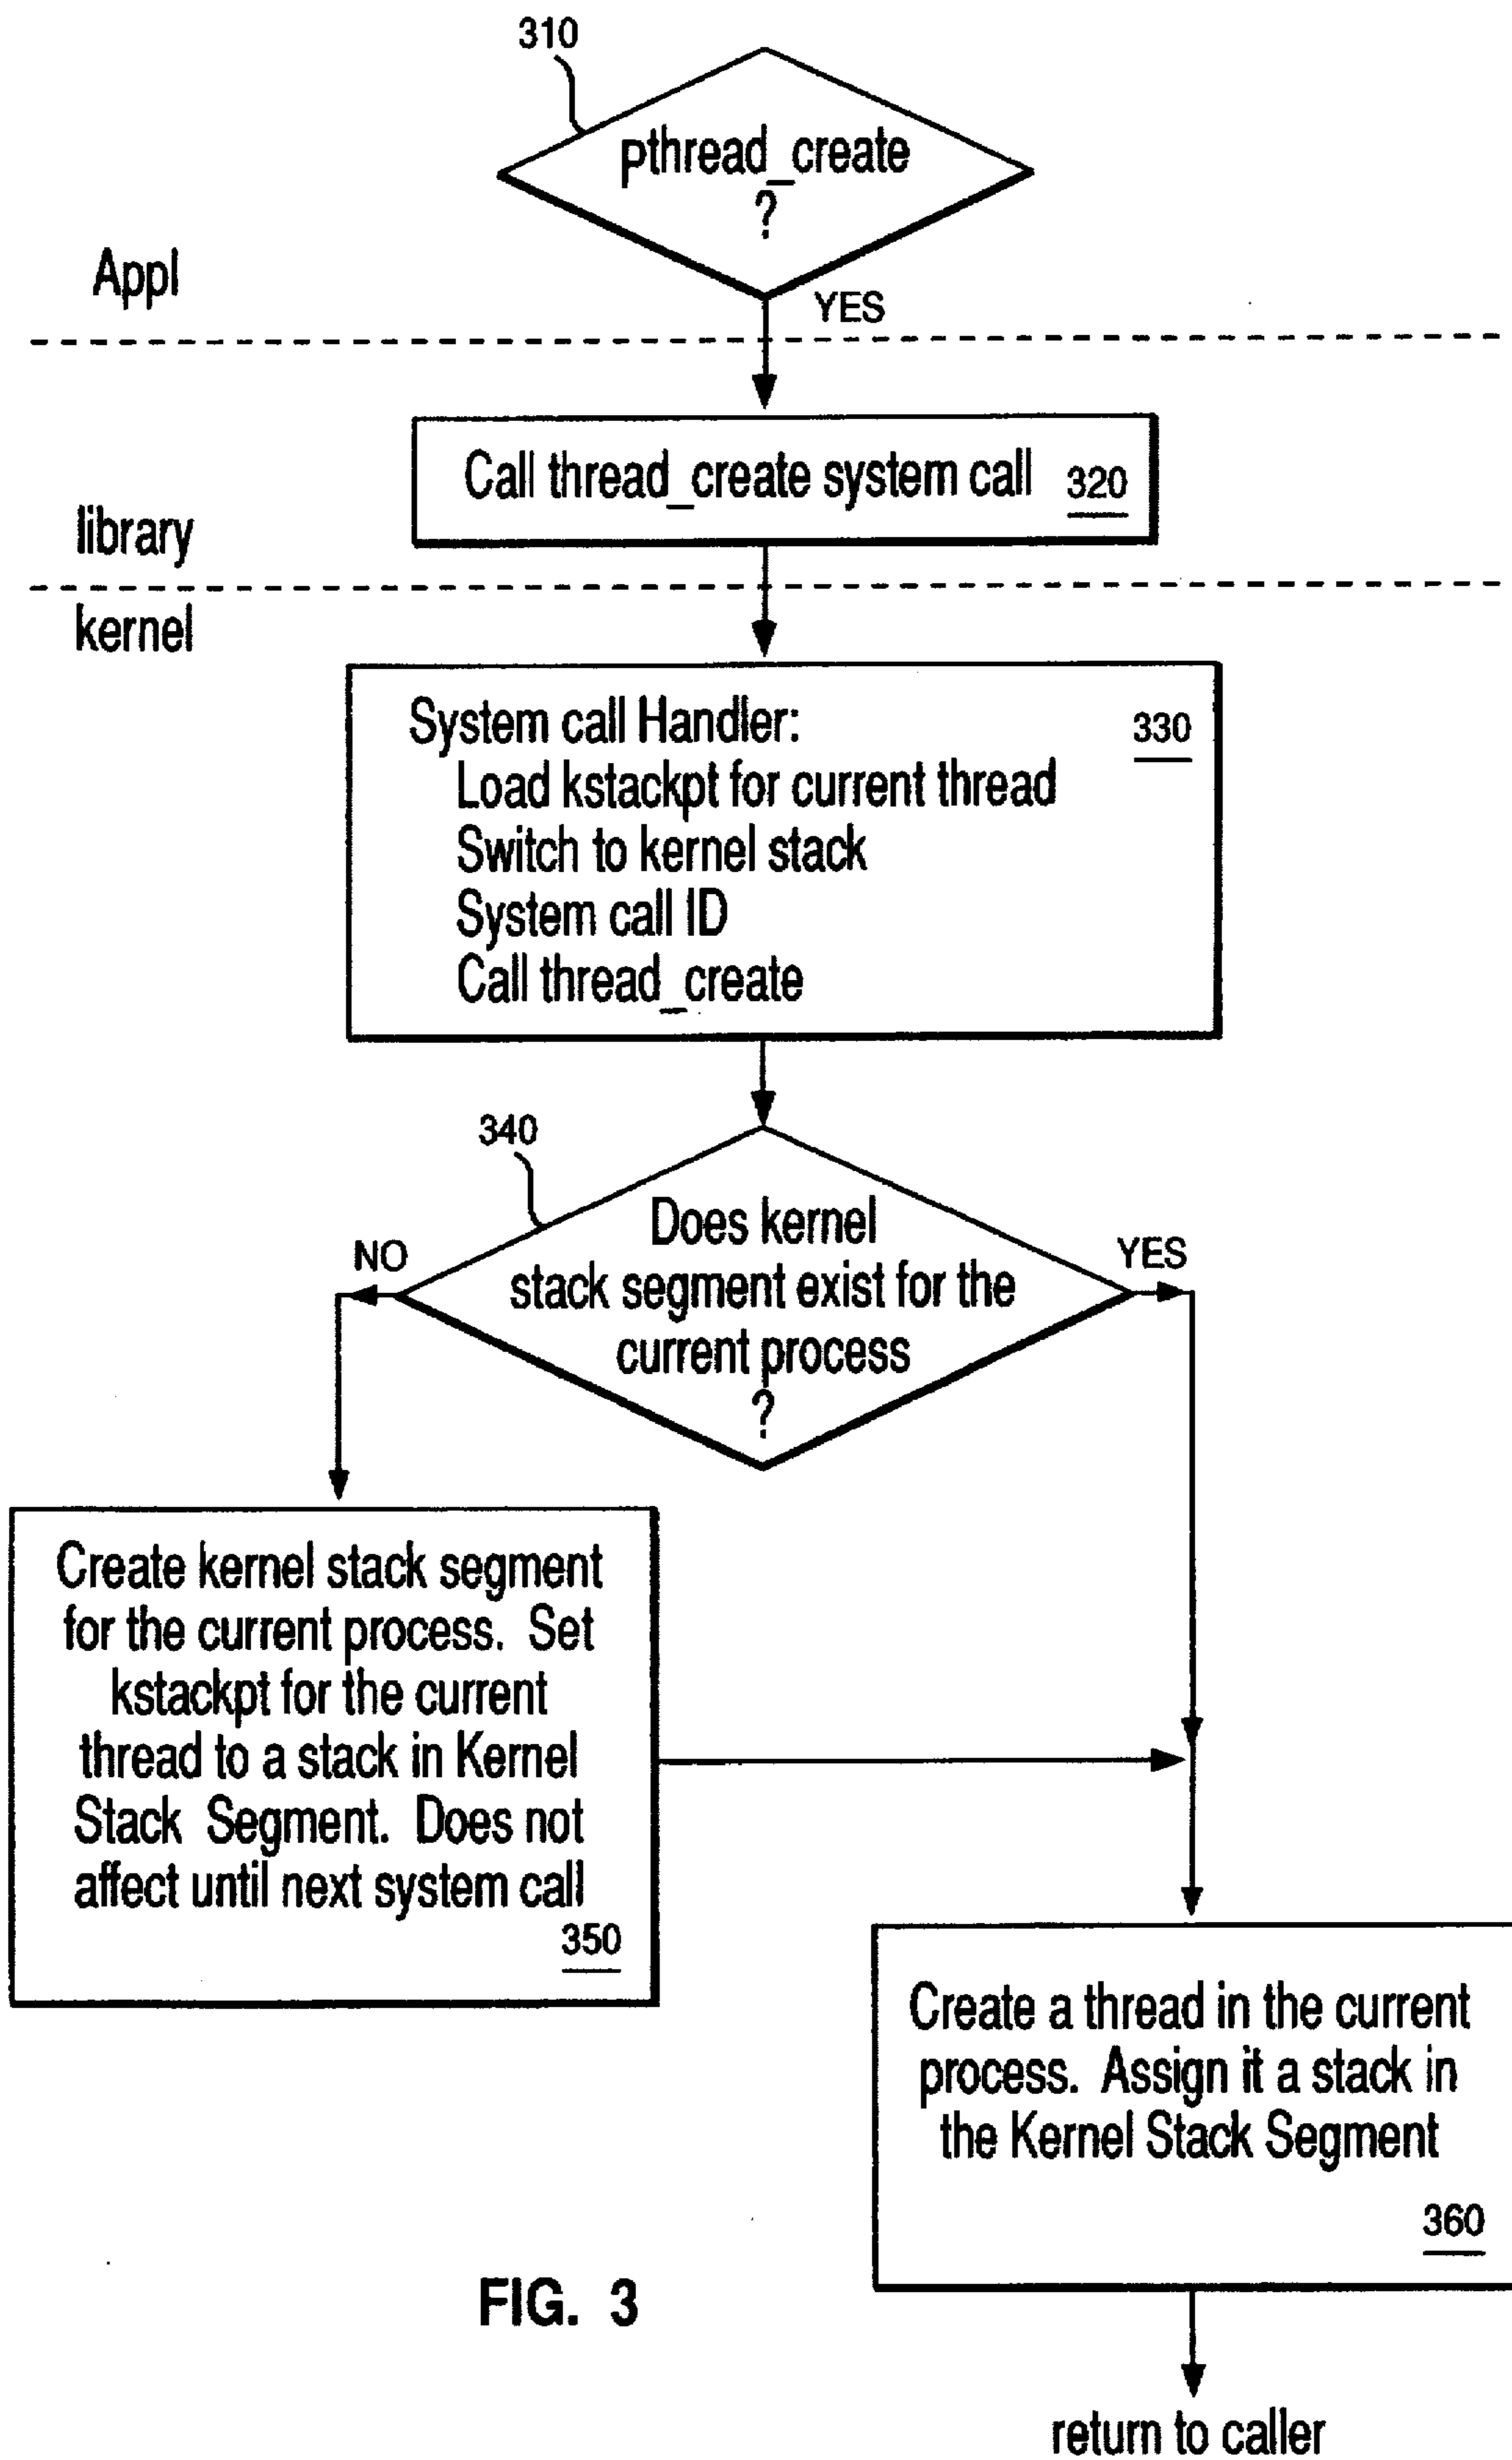 310
pthread_create
?
Appl
YES
Call thread_create system call 320
library
kernel
System call Handler: 330
Load kstackpt for current thread
Switch to kernel stack
System call ID
Call thread_create
340
Does kernel
stack segment exist for the
current process
?
NO
YES
Create kernel stack segment
for the current process. Set
kstackpt for the current
thread to a stack in Kernel
Stack Segment. Does not
affect until next system call
350
Create a thread in the current
process. Assign it a stack in
the Kernel Stack Segment
360
FIG. 3
return to caller